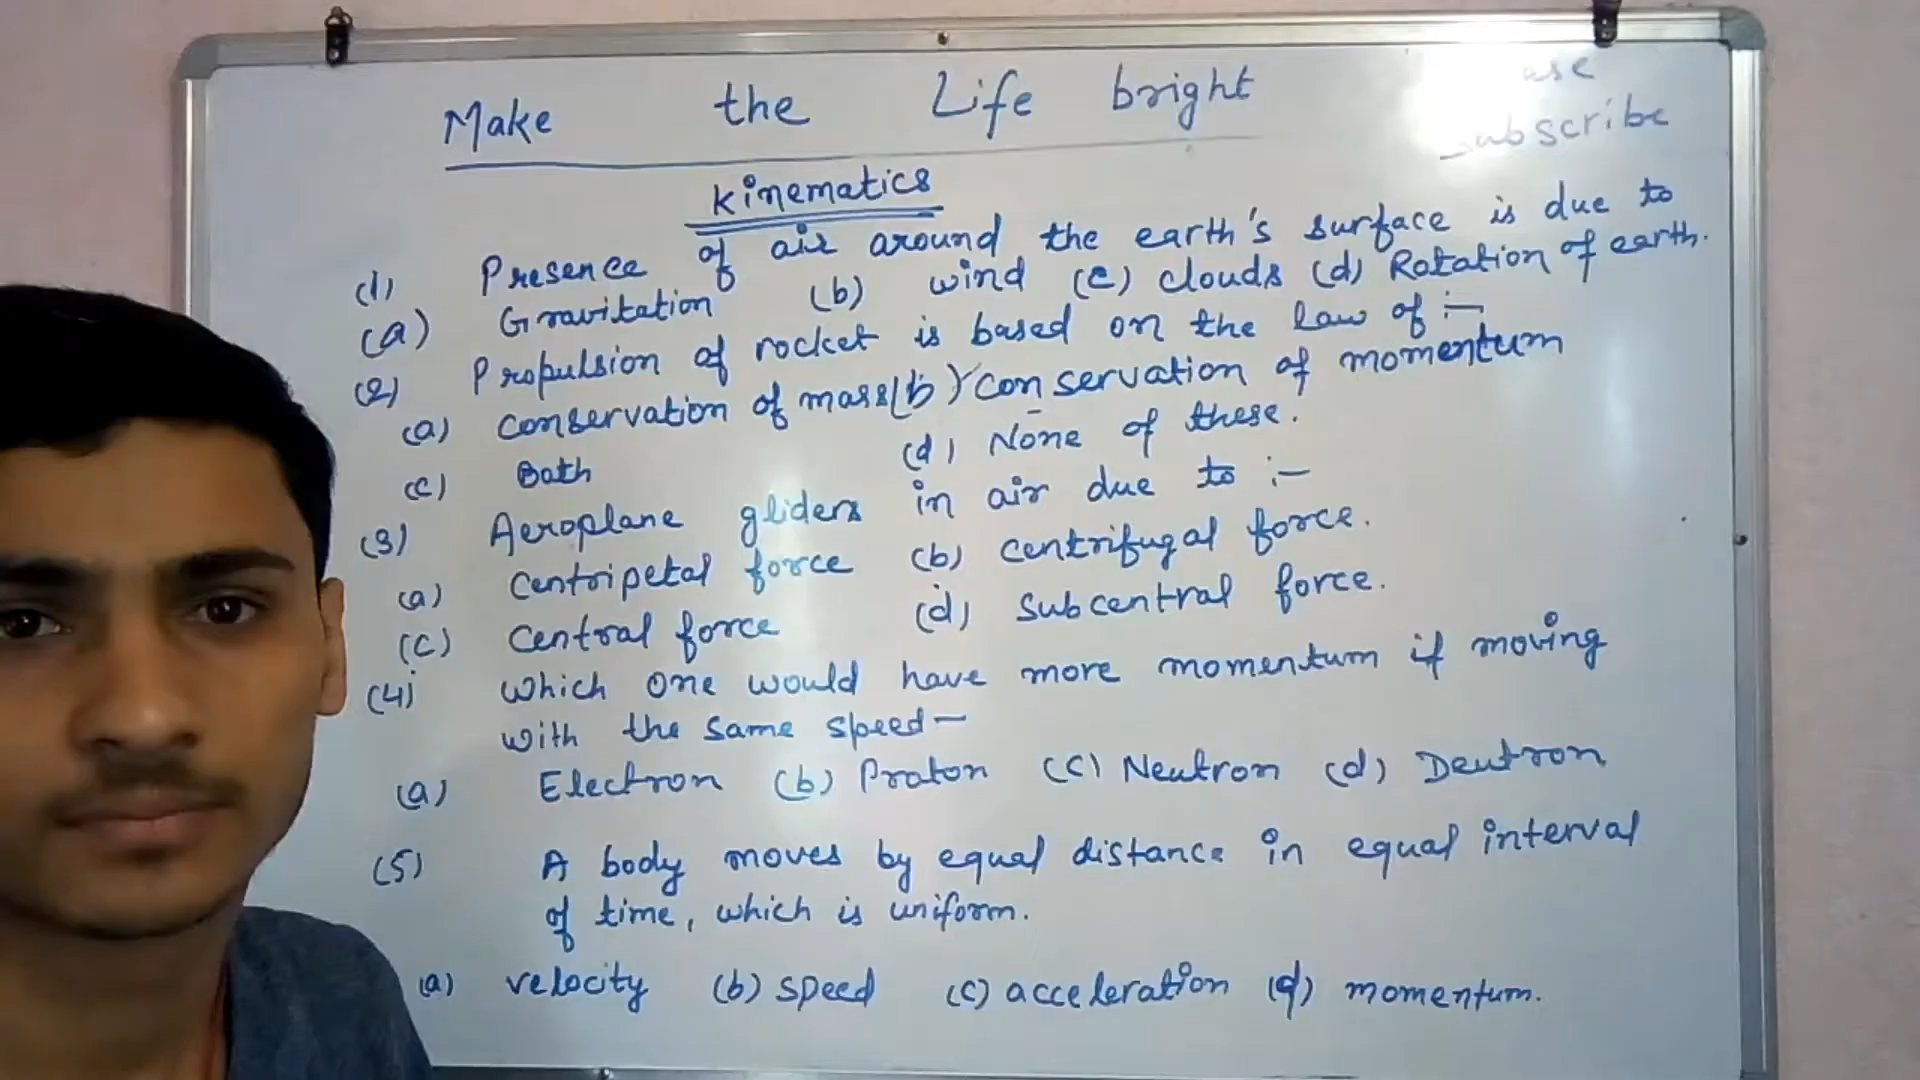 Make the Life bright
ase
subscribe
Kinematics
(1) Presence of air around the earth's surface is due to
(a) Gravitation (b) wind (c) clouds (d) Rotation of earth.
(2) Propulsion of rocket is based on the law of :-
(a) conservation of mass (b) conservation of momentum
(c) Both (d) None of these.
(3) Aeroplane gliders in air due to :-
(a) Centripetal force (b) centrifugal force.
(c) Central force (d) Subcentral force.
(4) Which one would have more momentum if moving
with the same speed-
(a) Electron (b) Proton (c) Neutron (d) Deutron
(5) A body moves by equal distance in equal interval
of time, which is uniform.
(a) velocity (b) speed (c) acceleration (d) momentum.